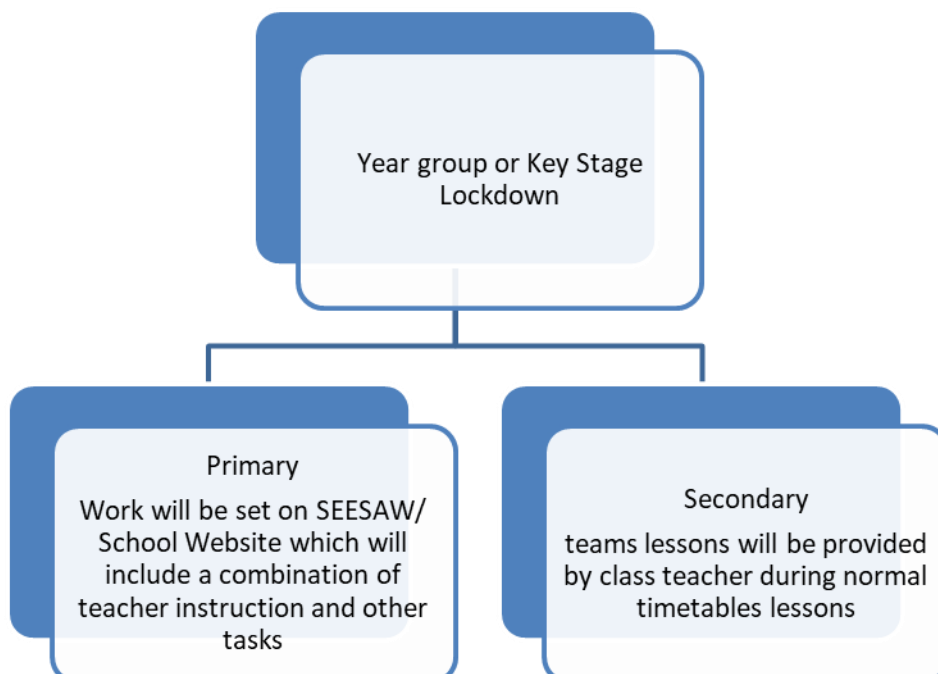 Year group or Key Stage
Lockdown
Primary
Work will be set on SEESAW/
School Website which will
include a combination of
teacher instruction and other
tasks
Secondary
teams lessons will be provided
by class teacher during normal
timetables lessons